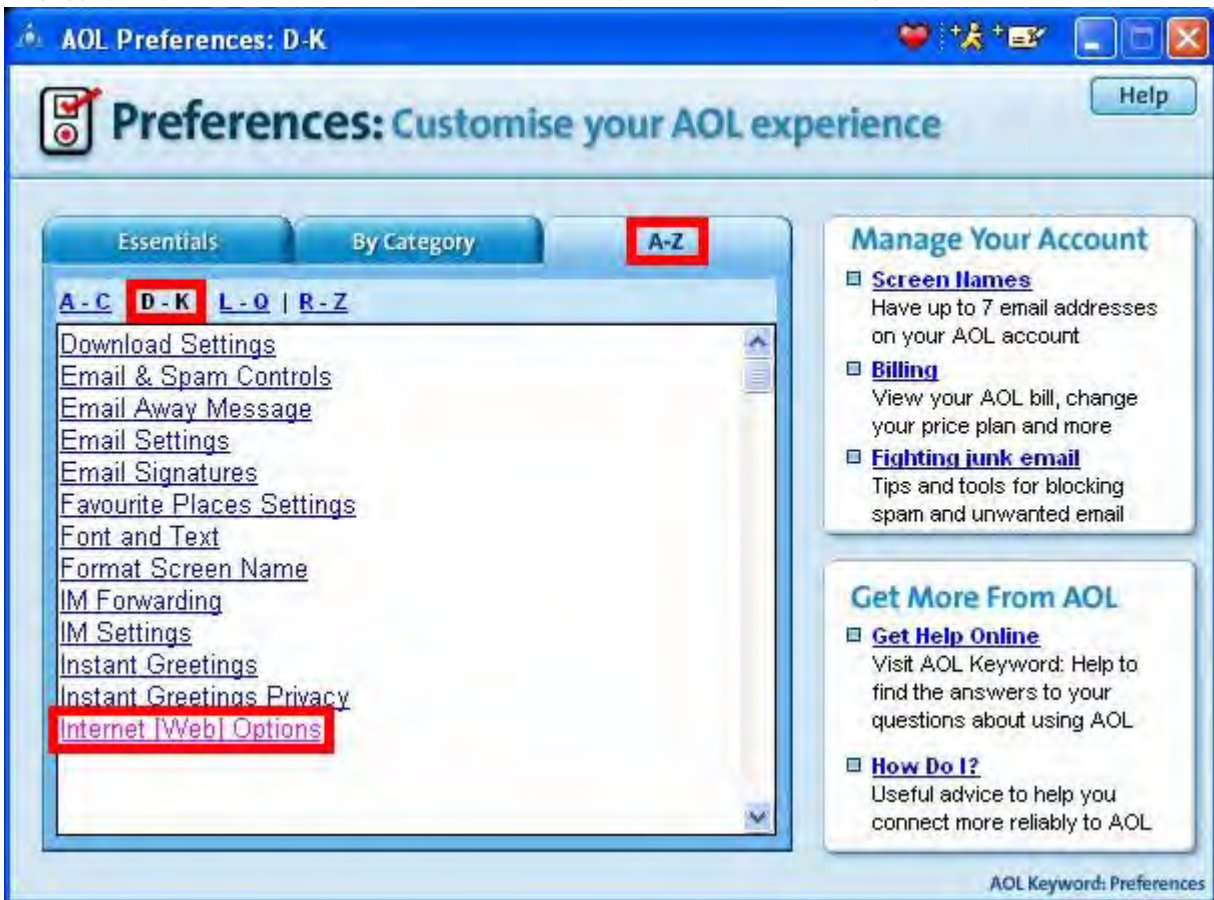 AOL Preferences: D-K
Preferences: Customise your AOL experience
Help
Essentials
By Category
A-Z
A - C D - K L - Q | R - Z
Download Settings
Email & Spam Controls
Email Away Message
Email Settings
Email Signatures
Favourite Places Settings
Font and Text
Format Screen Name
IM Forwarding
IM Settings
Instant Greetings
Instant Greetings Privacy
Internet [Web] Options
Manage Your Account
Screen Names
Have up to 7 email addresses
on your AOL account
Billing
View your AOL bill, change
your price plan and more
Fighting junk email
Tips and tools for blocking
spam and unwanted email
Get More From AOL
Get Help Online
Visit AOL Keyword: Help to
find the answers to your
questions about using AOL
How Do I?
Useful advice to help you
connect more reliably to AOL
AOL Keyword: Preferences